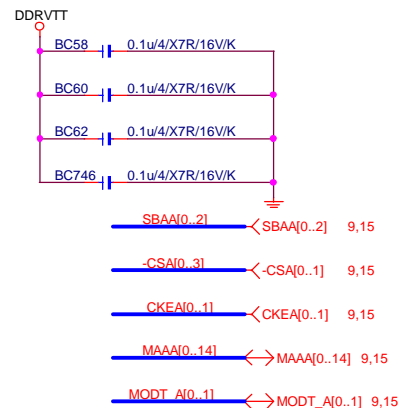 DDRVTT
BC58 0.1u/4/X7R/16V/K
BC60 0.1u/4/X7R/16V/K
BC62 0.1u/4/X7R/16V/K
BC746 0.1u/4/X7R/16V/K
SBAA[0..2] SBAA[0..2] 9,15
-CSA[0..3] -CSA[0..1] 9,15
CKEA[0..1] CKEA[0..1] 9,15
MAAA[0..14] MAAA[0..14] 9,15
MODT_A[0..1] MODT_A[0..1] 9,15